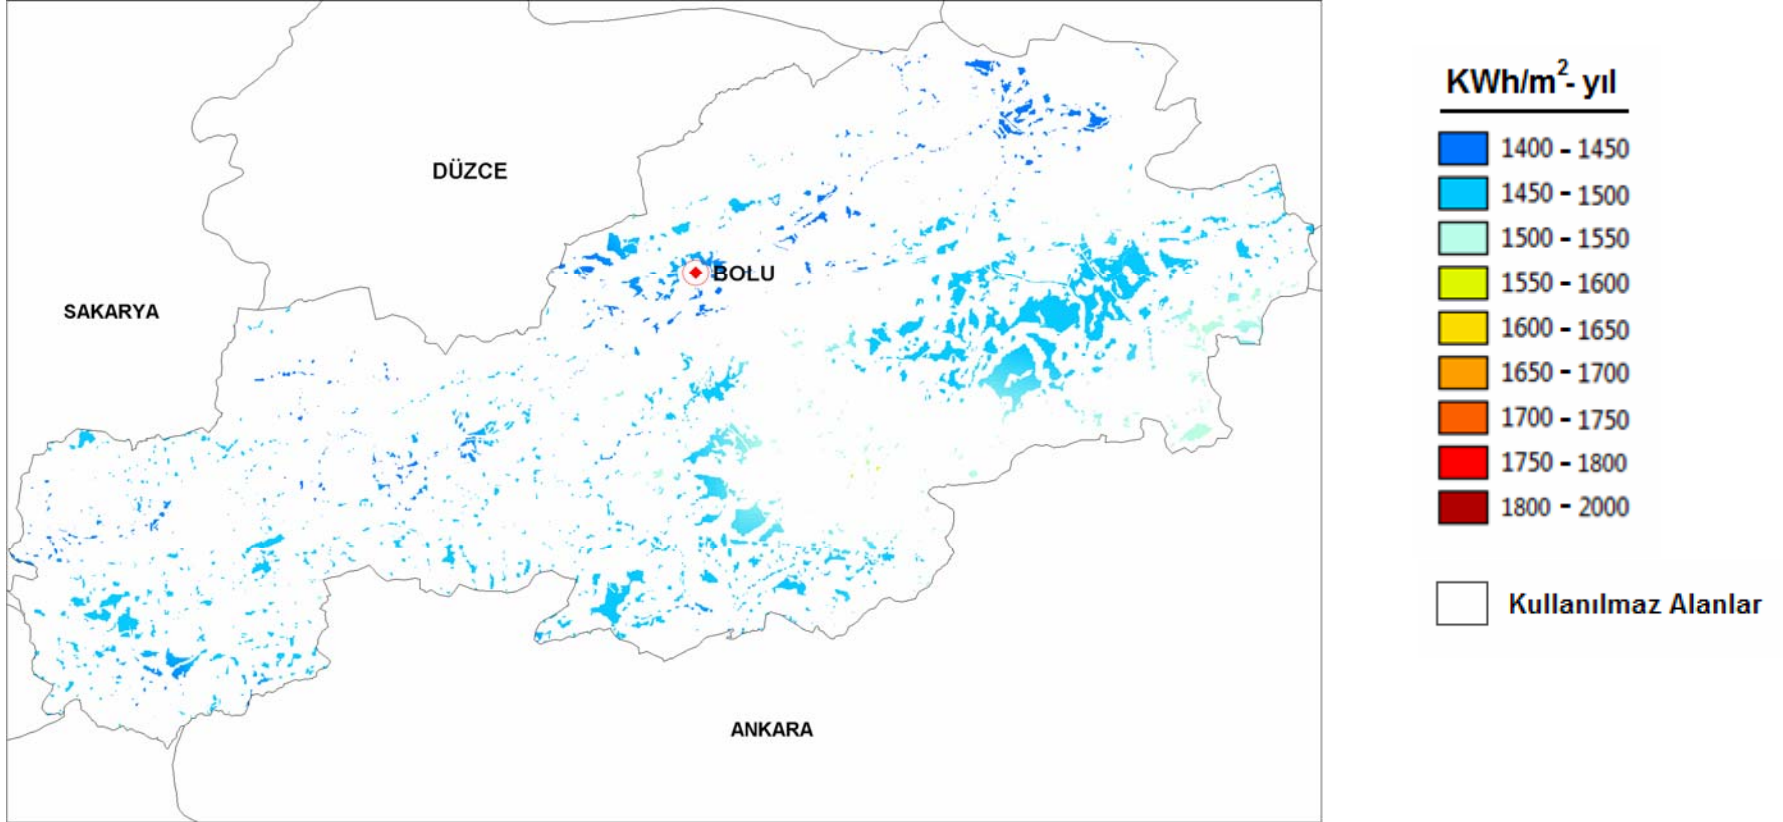 DÜZCE
BOLU
SAKARYA
ANKARA
KWh/m²- yıl
1400 - 1450
1450 - 1500
1500 - 1550
1550 - 1600
1600 - 1650
1650 - 1700
1700 - 1750
1750 - 1800
1800 - 2000
Kullanılmaz Alanlar